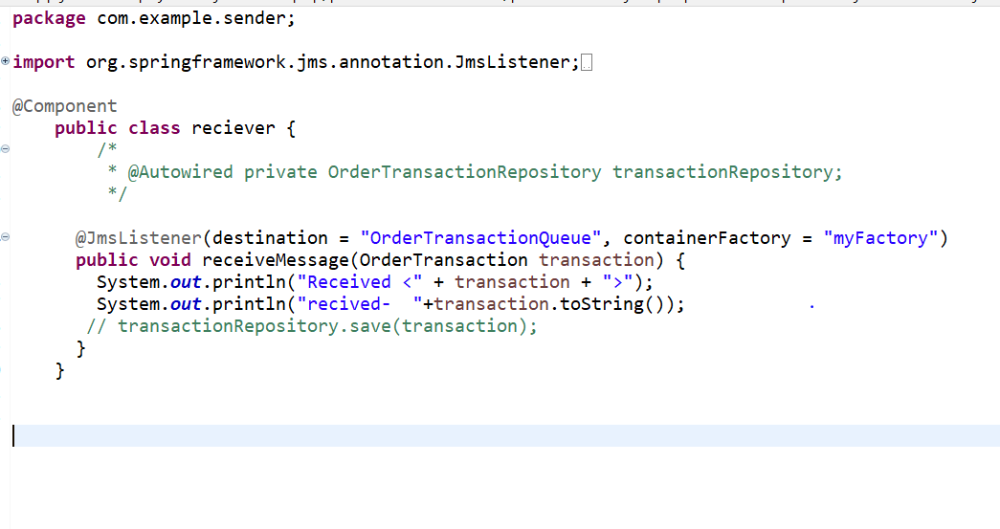 package com.example.sender;
import org.springframework.jms.annotation.JmsListener;
@Component
public class reciever {
/*
* @Autowired private OrderTransactionRepository transactionRepository;
*/
@JmsListener(destination = "OrderTransactionQueue", containerFactory = "myFactory")
public void receiveMessage(OrderTransaction transaction) {
System.out.println("Received <" + transaction + ">");
System.out.println("recived-  "+transaction.toString());
// transactionRepository.save(transaction);
}
}